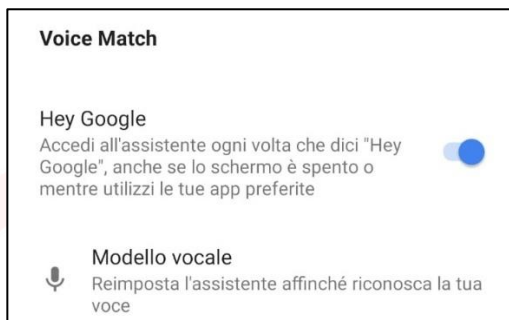 Voice Match
Hey Google
Accedi all'assistente ogni volta che dici "Hey
Google", anche se lo schermo è spento o
mentre utilizzi le tue app preferite
Modello vocale
Reimposta l'assistente affinché riconosca la tua
voce